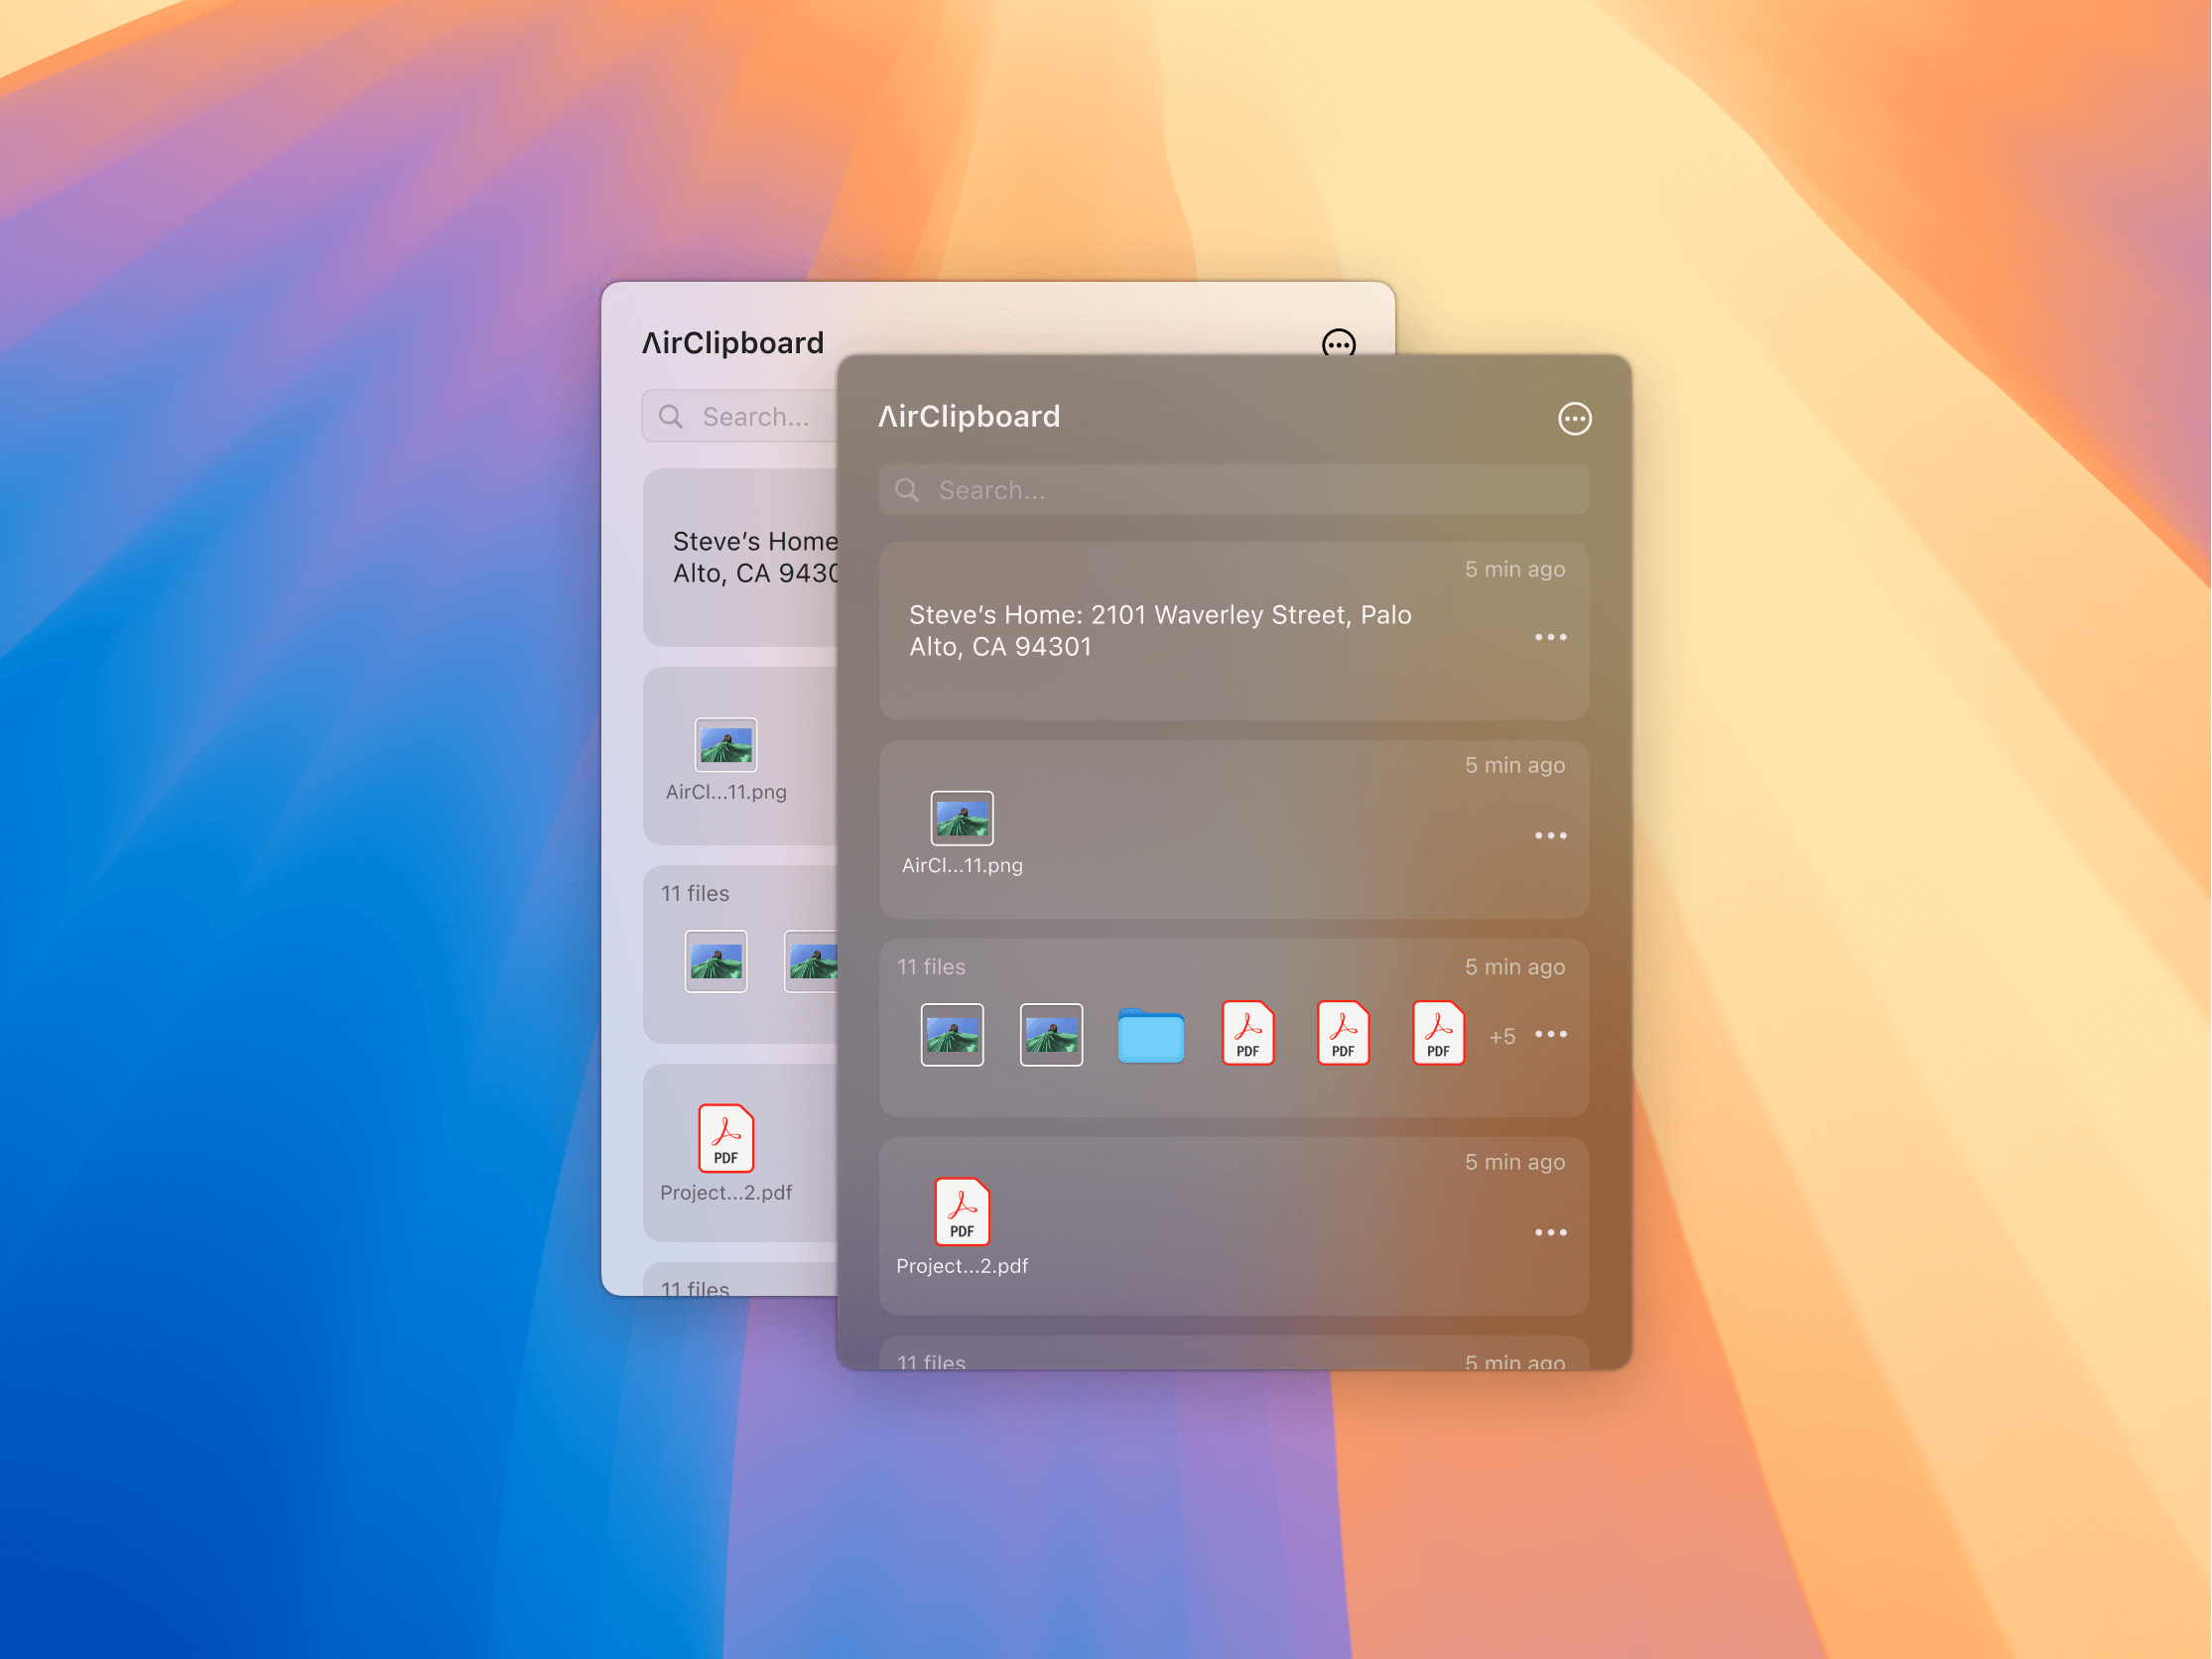 ΛirClipboard
Search...
Steve’s Home
Alto, CA 9430
AirCl...11.png
11 files
PDF
Project...2.pdf
11 files
ΛirClipboard
Search...
5 min ago
Steve’s Home: 2101 Waverley Street, Palo
Alto, CA 94301
5 min ago
AirCl...11.png
11 files
5 min ago
PDF
PDF
PDF
+5
5 min ago
PDF
Project...2.pdf
11 files
5 min ago